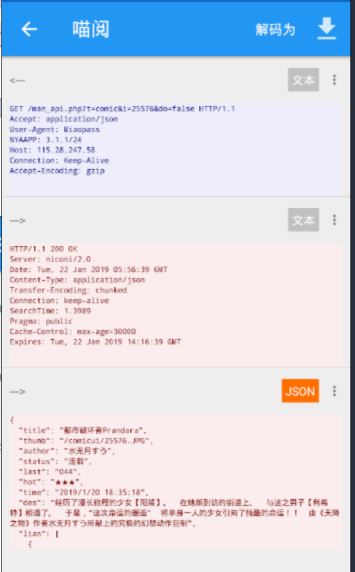 喵阅 解码为
<--
文本
GET /man_api.php?t=comic&i=25576&do=false HTTP/1.1
Accept: application/json
User-Agent: Miaopass
NYAAPP: 3.1.1/24
Host: 115.28.247.58
Connection: Keep-Alive
Accept-Encoding: gzip
-->
文本
HTTP/1.1 200 OK
Server: niconi/2.0
Date: Tue, 22 Jan 2019 05:56:39 GMT
Content-Type: application/json
Transfer-Encoding: chunked
Connection: keep-alive
SearchTime: 1.3989
Pragma: public
Cache-Control: max-age=30000
Expires: Tue, 22 Jan 2019 14:16:39 GMT
-->
JSON
{
"title": "都市破坏者Prandara",
"thumb": "/comicui/25576.JPG",
"author": "水无月すう",
"status": "连载",
"last": "044",
"hot": "★★★",
"time": "2019/1/20 18:35:18",
"des": "经历了漫长旅程的少女【阳菜】。 在她新到访的街道上， 与这之男子【利希
特】相遇了。 于是，“这次命运的邂逅” 将单身一人的少女引向了残酷的命运！！ 由《天降
之物》作者水无月すう所献上的究极的幻想动作巨制",
"lian": [
{